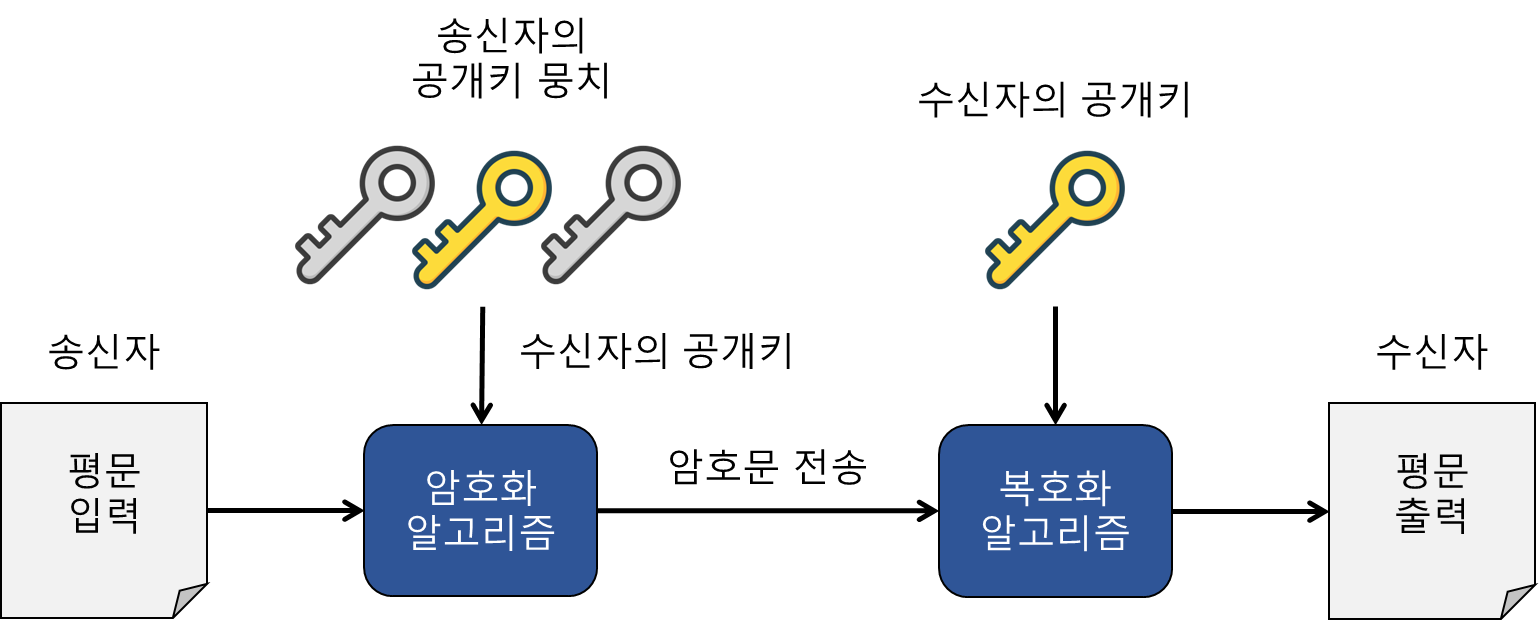 송신자의
공개키 뭉치
수신자의 공개키
송신자
수신자의 공개키
수신자
평문
입력
암호화
알고리즘
암호문 전송
복호화
알고리즘
평문
출력